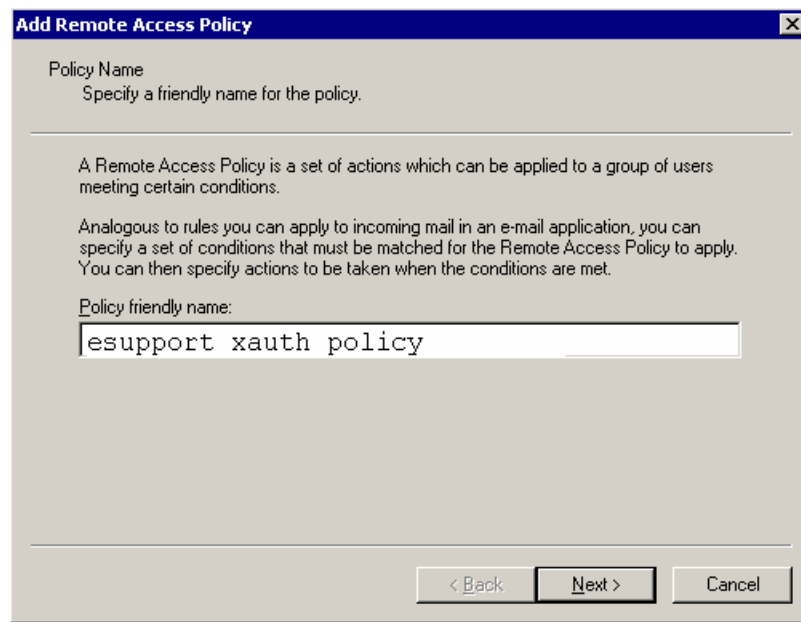 Add Remote Access Policy
Policy Name
Specify a friendly name for the policy.
A Remote Access Policy is a set of actions which can be applied to a group of users
meeting certain conditions.
Analogous to rules you can apply to incoming mail in an e-mail application, you can
specify a set of conditions that must be matched for the Remote Access Policy to apply.
You can then specify actions to be taken when the conditions are met.
Policy friendly name:
esupport xauth policy
< Back Next > Cancel